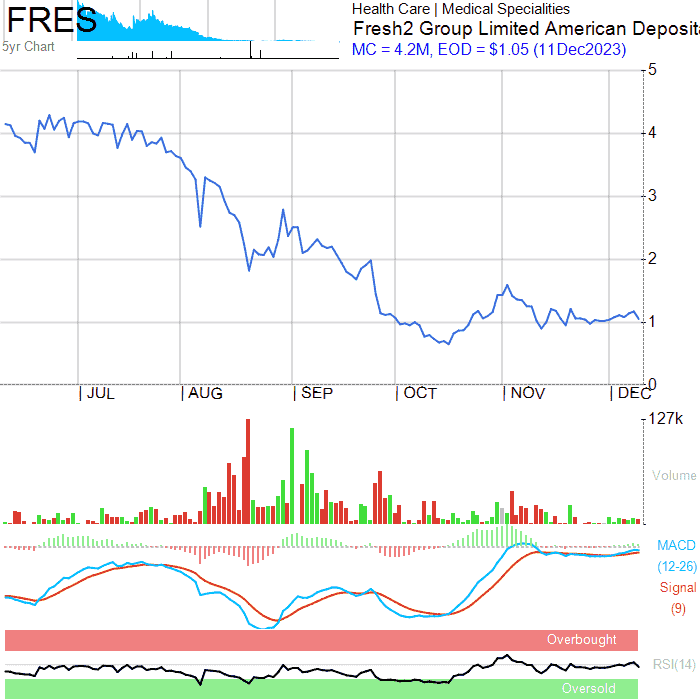 FRES
5yr Chart
Health Care | Medical Specialities
Fresh2 Group Limited American Deposit
MC = 4.2M, EOD = $1.05 (11Dec2023)
5
4
3
2
1
0
JUL AUG SEP OCT NOV DEC
127k
Volume
MACD
(12-26)
Signal
(9)
Overbought
RSI(14)
Oversold